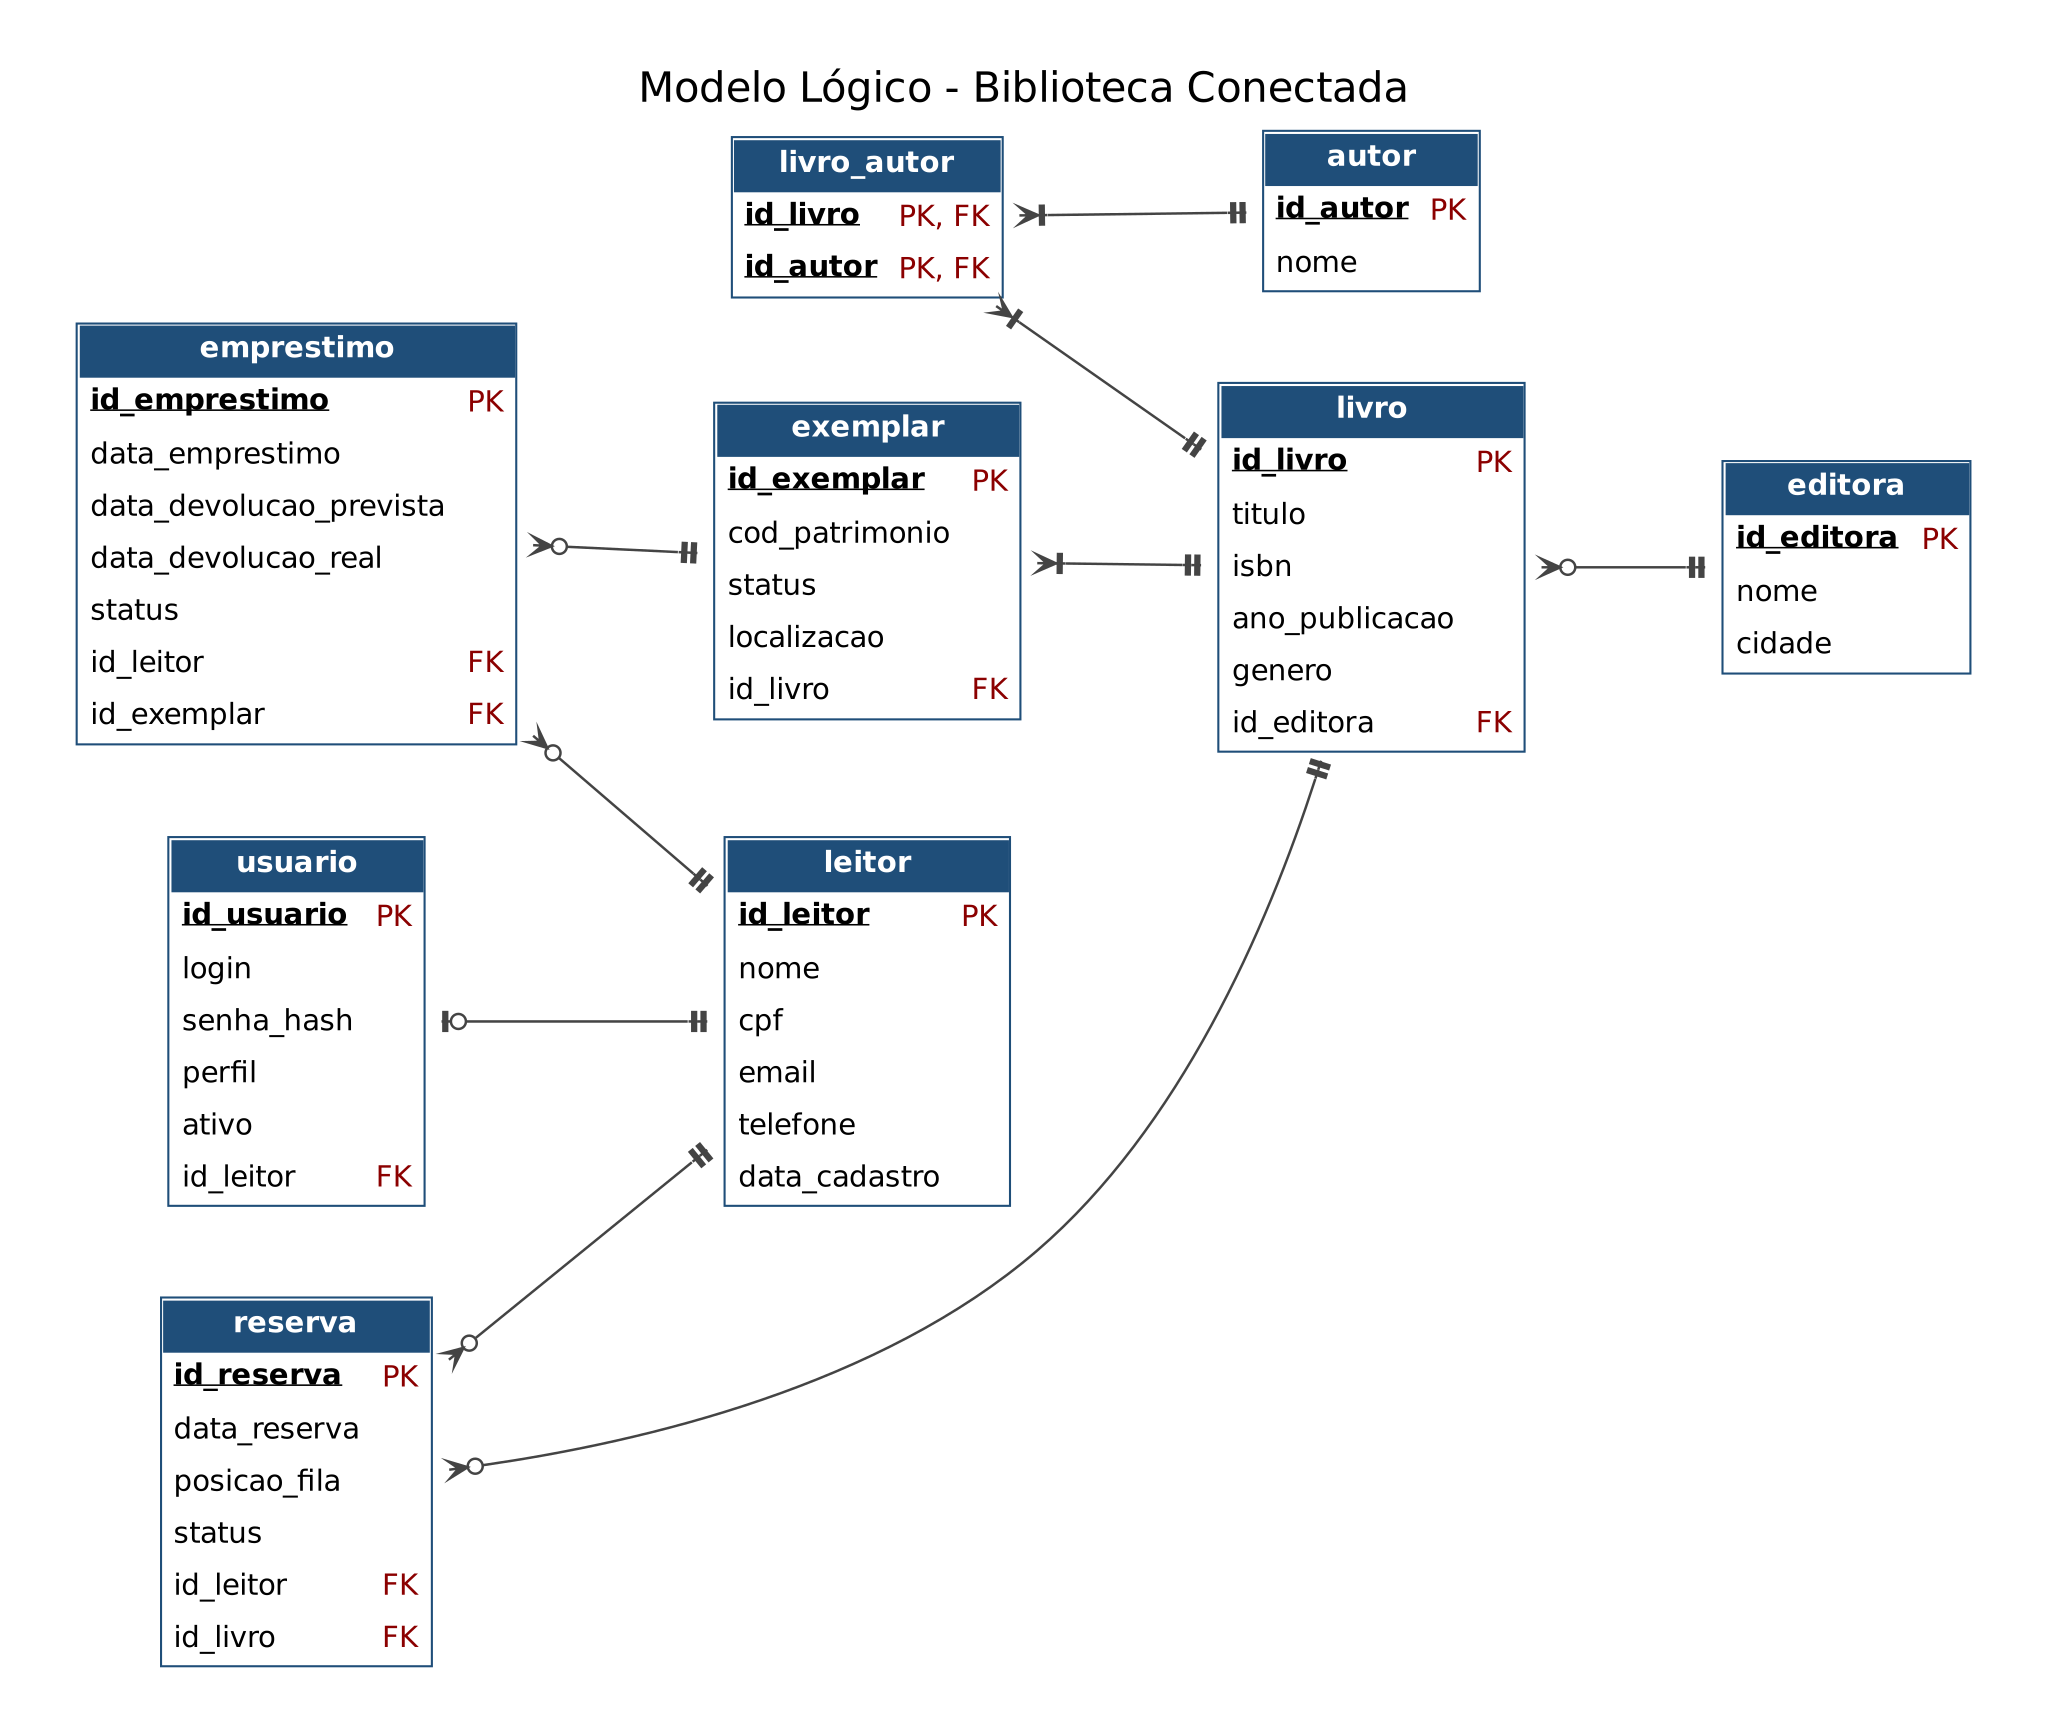 Modelo Lógico - Biblioteca Conectada
livro_autor
id_livro PK, FK
id_autor PK, FK
autor
id_autor PK
nome
emprestimo
id_emprestimo PK
data_emprestimo
data_devolucao_prevista
data_devolucao_real
status
id_leitor FK
id_exemplar FK
exemplar
id_exemplar PK
cod_patrimonio
status
localizacao
id_livro FK
livro
id_livro PK
titulo
isbn
ano_publicacao
genero
id_editora FK
editora
id_editora PK
nome
cidade
usuario
id_usuario PK
login
senha_hash
perfil
ativo
id_leitor FK
leitor
id_leitor PK
nome
cpf
email
telefone
data_cadastro
reserva
id_reserva PK
data_reserva
posicao_fila
status
id_leitor FK
id_livro FK